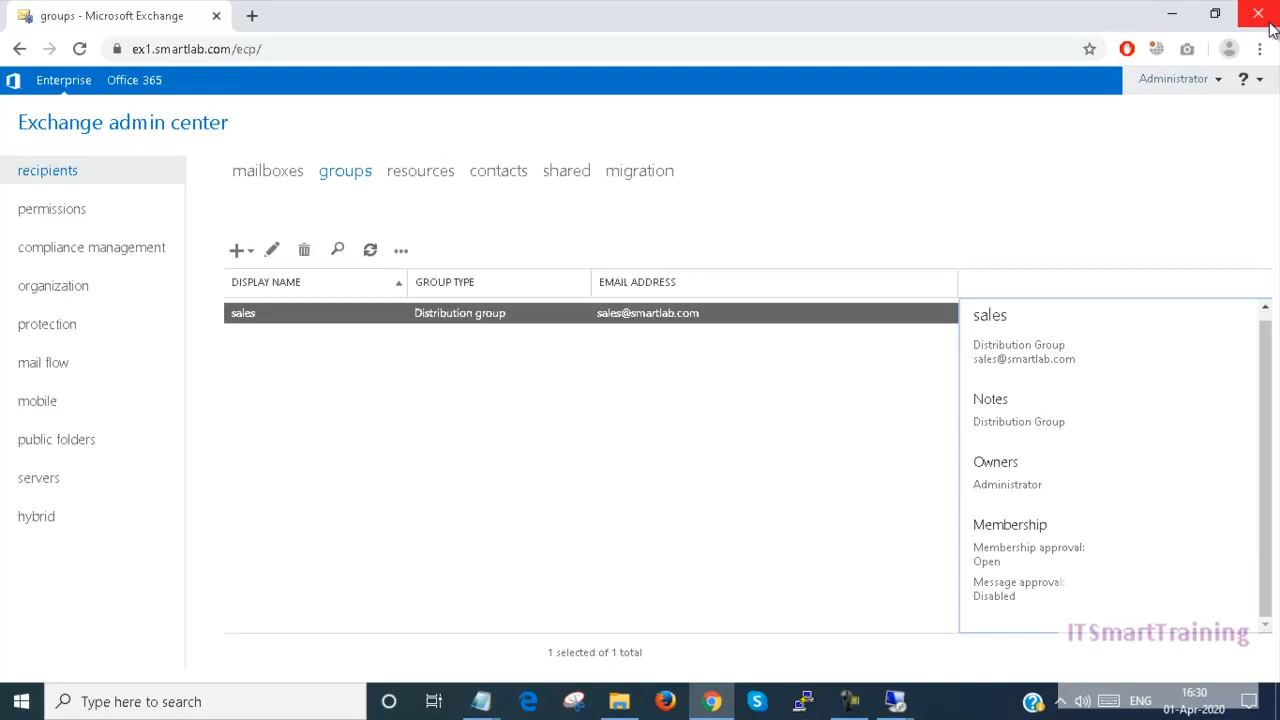 groups - Microsoft Exchange
ex1.smartlab.com/ecp/
Enterprise Office 365
Administrator ?
Exchange admin center
recipients
permissions
compliance management
organization
protection
mail flow
mobile
public folders
servers
hybrid
mailboxes groups resources contacts shared migration
DISPLAY NAME GROUP TYPE EMAIL ADDRESS
sales Distribution group sales@smartlab.com
sales
Distribution Group
sales@smartlab.com
Notes
Distribution Group
Owners
Administrator
Membership
Membership approval:
Open
Message approval:
Disabled
ITSmartTraining
1 selected of 1 total
Type here to search
ENG
16:30
01-Apr-2020